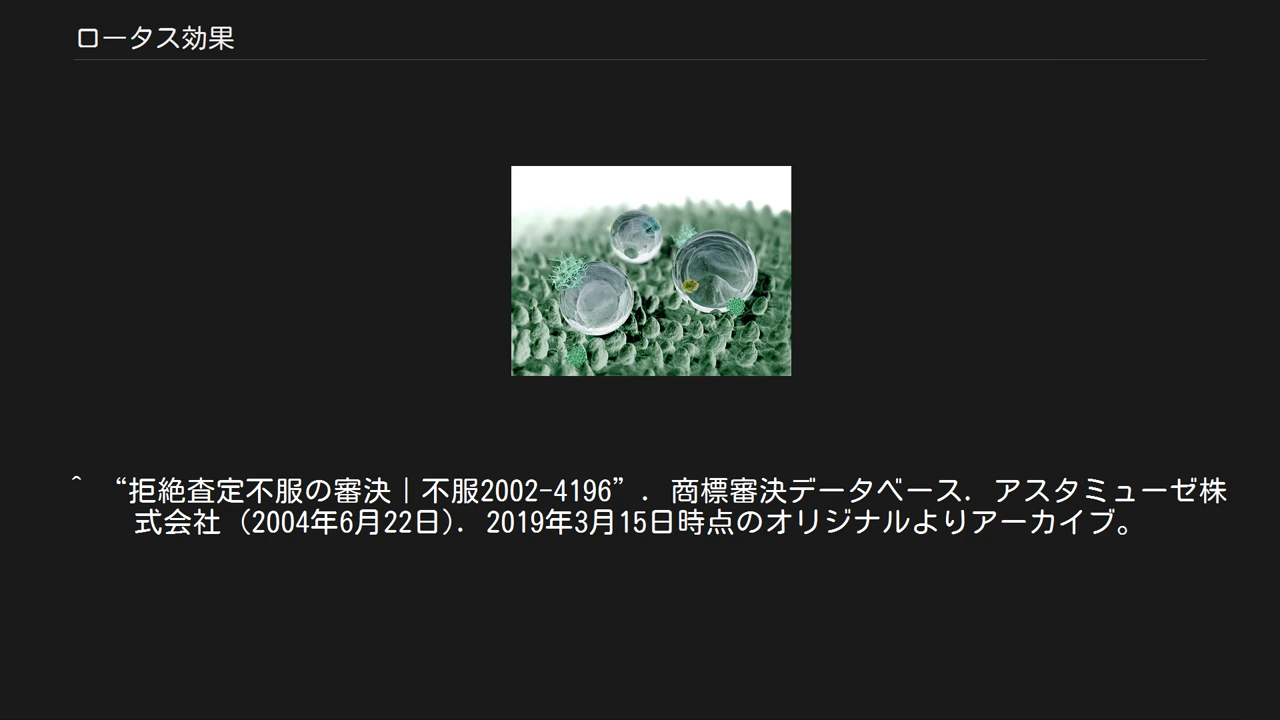 ロータス効果
^ “拒絶査定不服の審決｜不服2002-4196”. 商標審決データベース. アスタミューゼ株
式会社 (2004年6月22日). 2019年3月15日時点のオリジナルよりアーカイブ。